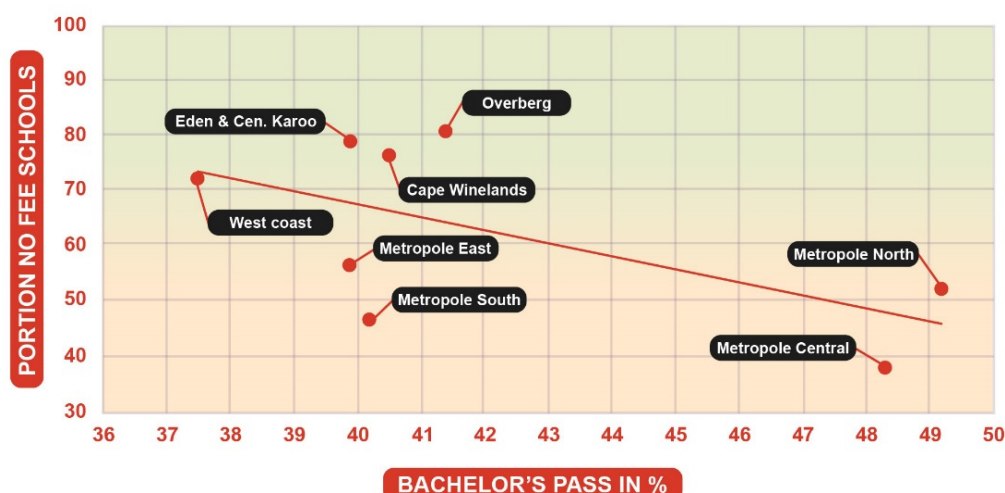 PORTION NO FEE SCHOOLS
100
90
80
70
60
50
40
30
Overberg
Eden & Cen. Karoo
Cape Winelands
West coast
Metropole East
Metropole North
Metropole South
Metropole Central
36 37 38 39 40 41 42 43 44 45 46 47 48 49 50
BACHELOR'S PASS IN %